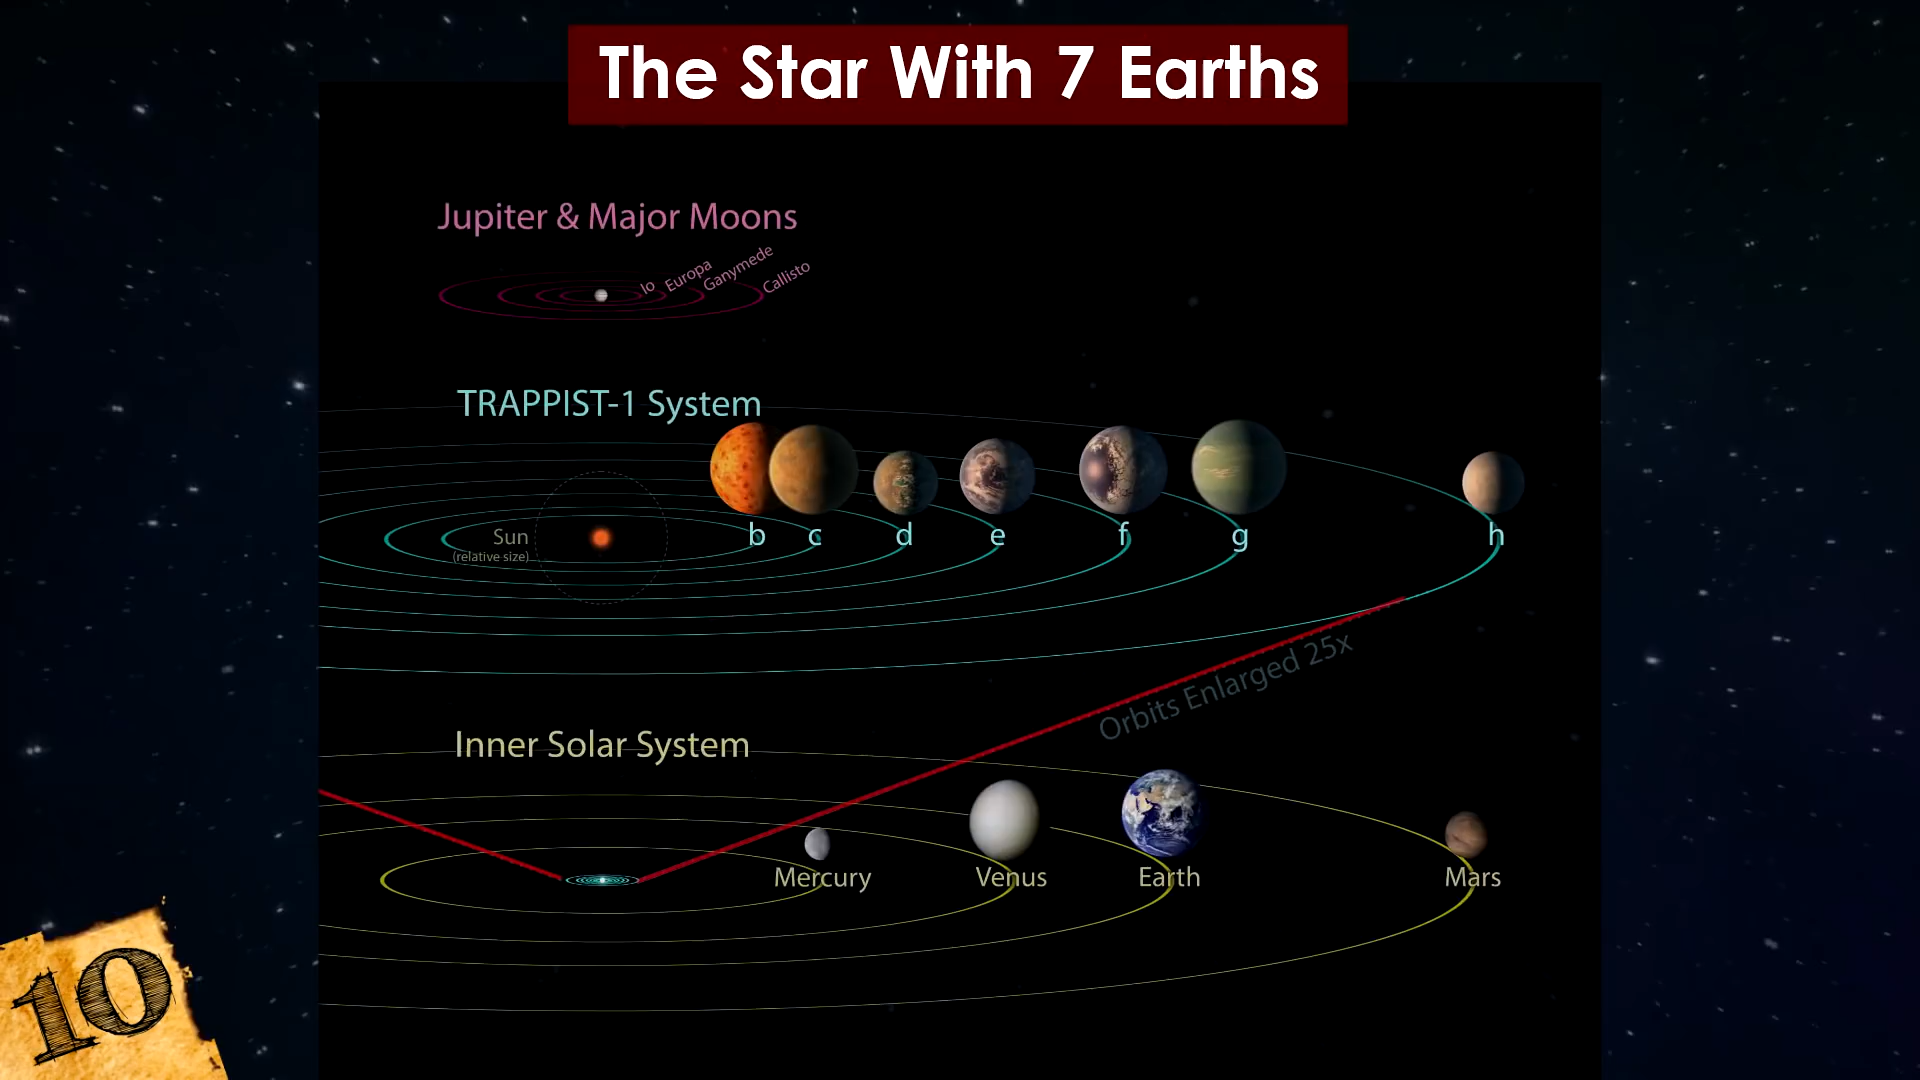 The Star With 7 Earths
Jupiter & Major Moons
Io
Europa
Ganymede
Callisto
TRAPPIST-1 System
Sun
(relative size)
b
c
d
e
f
g
h
Orbits Enlarged 25x
Inner Solar System
Mercury
Venus
Earth
Mars
10